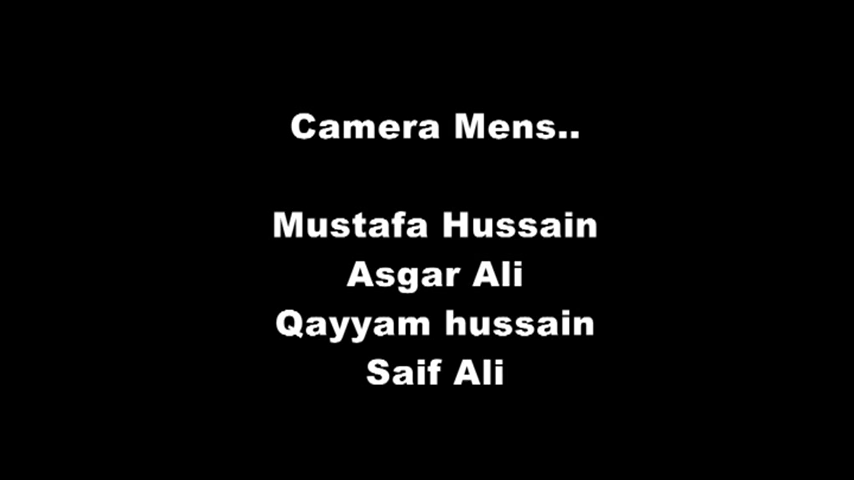 Camera Mens..
Mustafa Hussain
Asgar Ali
Qayyam hussain
Saif Ali